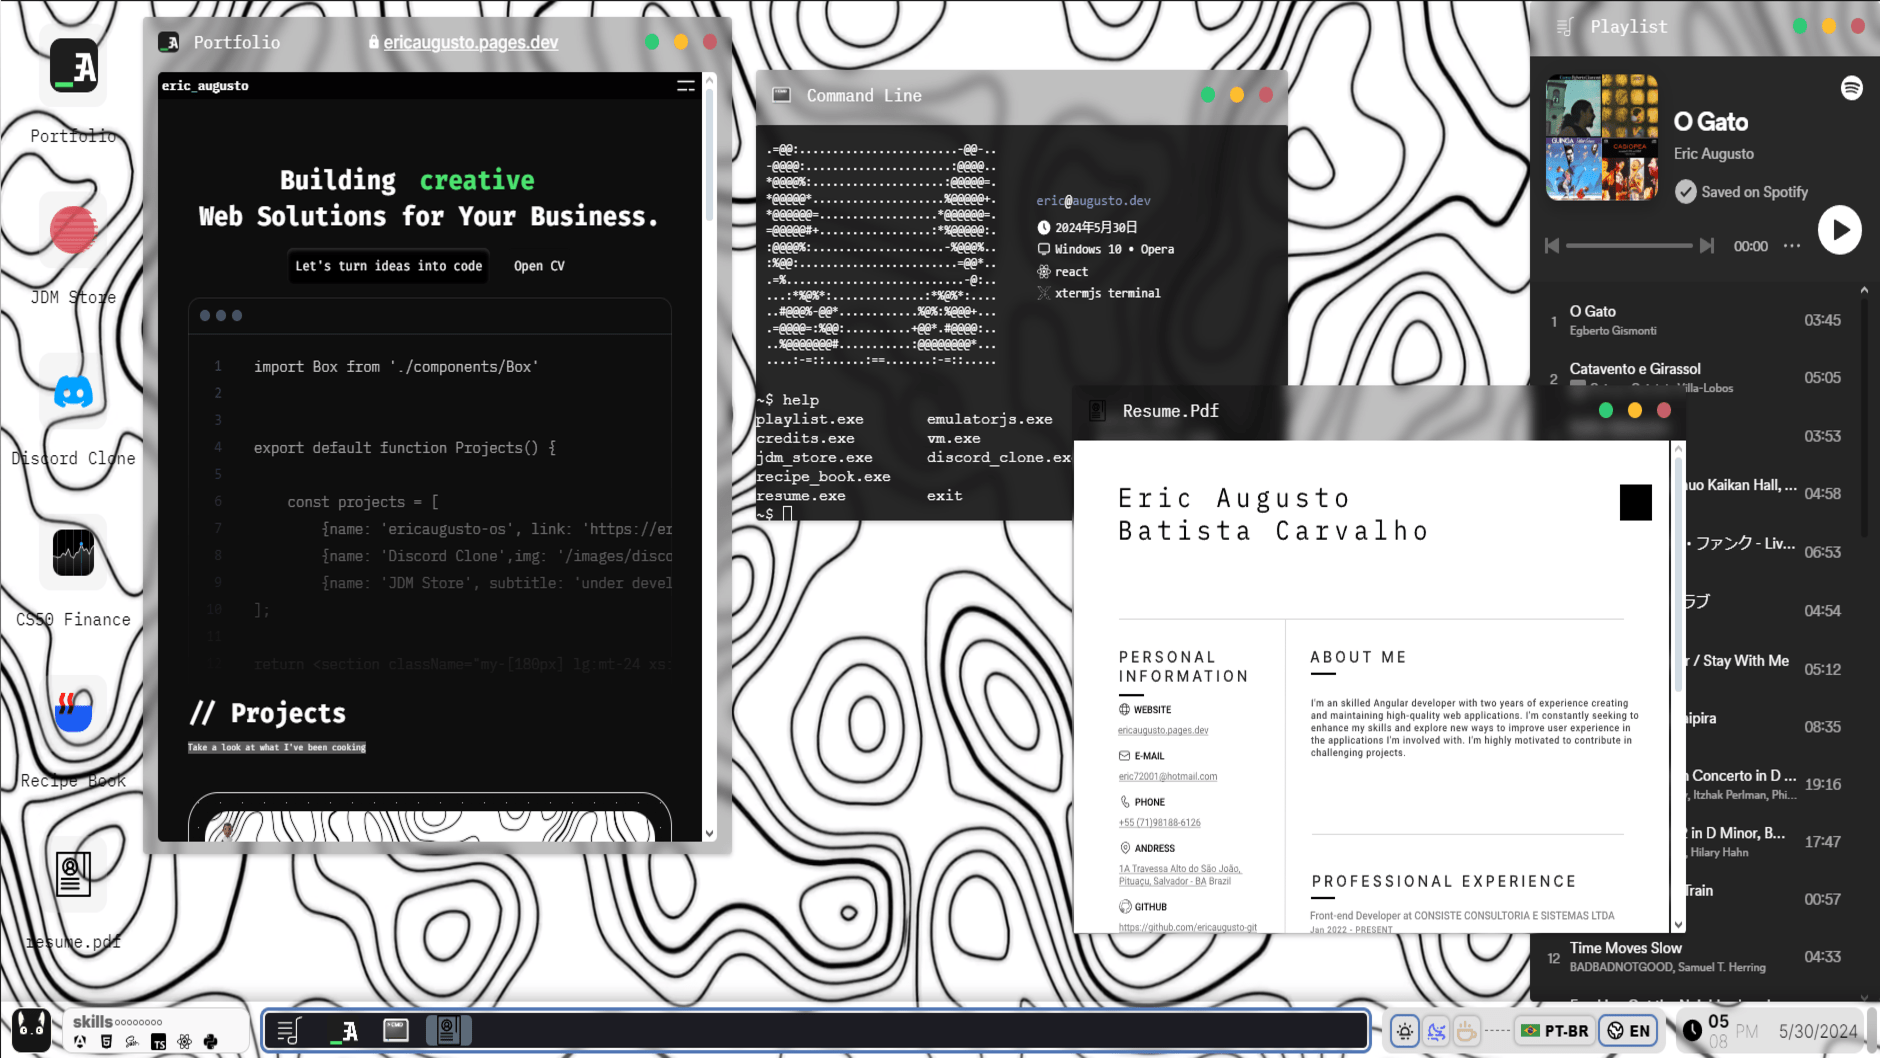 Portfolio
JDM Store
Discord Clone
CS50 Finance
Recipe Book
resume.pdf
Portfolio
ericaugusto.pages.dev
eric_augusto
Building creative
Web Solutions for Your Business.
Let's turn ideas into code
Open CV
1 import Box from './components/Box'
2
3
4 export default function Projects() {
5
6 const projects = [
7 {name: 'ericaugusto-os', link: 'https://er
8 {name: 'Discord Clone',img: '/images/disco
9 {name: 'JDM Store', subtitle: 'under devel
10 ];
11
12 return <section className="my-[180px] lg:mt-24 xs:
// Projects
Take a look at what I've been cooking
Command Line
eric@augusto.dev
2024年5月30日
Windows 10 • Opera
react
xtermjs terminal
~$ help
playlist.exe emulatorjs.exe
credits.exe vm.exe
jdm_store.exe discord_clone.ex
recipe_book.exe
resume.exe exit
~$
Resume.Pdf
Eric Augusto
Batista Carvalho
PERSONAL
INFORMATION
WEBSITE
ericaugusto.pages.dev
E-MAIL
eric72001@hotmail.com
PHONE
+55 (71)98188-6126
ANDRESS
1A Travessa Alto do São João,
Pituaçu, Salvador - BA Brazil
GITHUB
https://github.com/ericaugusto-git
ABOUT ME
I'm an skilled Angular developer with two years of experience creating
and maintaining high-quality web applications. I'm constantly seeking to
enhance my skills and explore new ways to improve user experience in
the applications I'm involved with. I'm highly motivated to contribute in
challenging projects.
PROFESSIONAL EXPERIENCE
Front-end Developer at CONSISTE CONSULTORIA E SISTEMAS LTDA
Jan 2022 - PRESENT
Playlist
O Gato
Eric Augusto
Saved on Spotify
00:00
1 O Gato 03:45
Egberto Gismonti
2 Catavento e Girassol 05:05
Villa-Lobos
03:53
uo Kaikan Hall, ... 04:58
• ファンク - Liv... 06:53
ラブ 04:54
r / Stay With Me 05:12
aipira 08:35
n Concerto in D ... 19:16
, Itzhak Perlman, Phi...
2 in D Minor, B... 17:47
, Hilary Hahn
Train 00:57
12 Time Moves Slow 04:33
BADBADNOTGOOD, Samuel T. Herring
skills
TS
CMD
PT-BR
EN
05
08
PM
5/30/2024